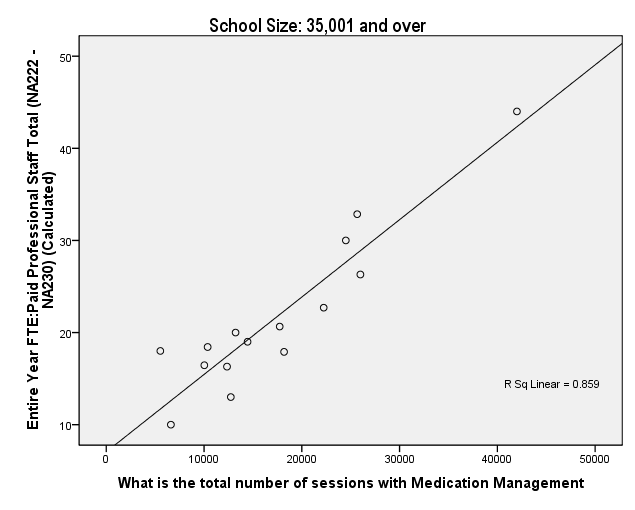 School Size: 35,001 and over
Entire Year FTE:Paid Professional Staff Total (NA222 -
NA230) (Calculated)
50
40
30
20
10
R Sq Linear = 0.859
0 10000 20000 30000 40000 50000
What is the total number of sessions with Medication Management